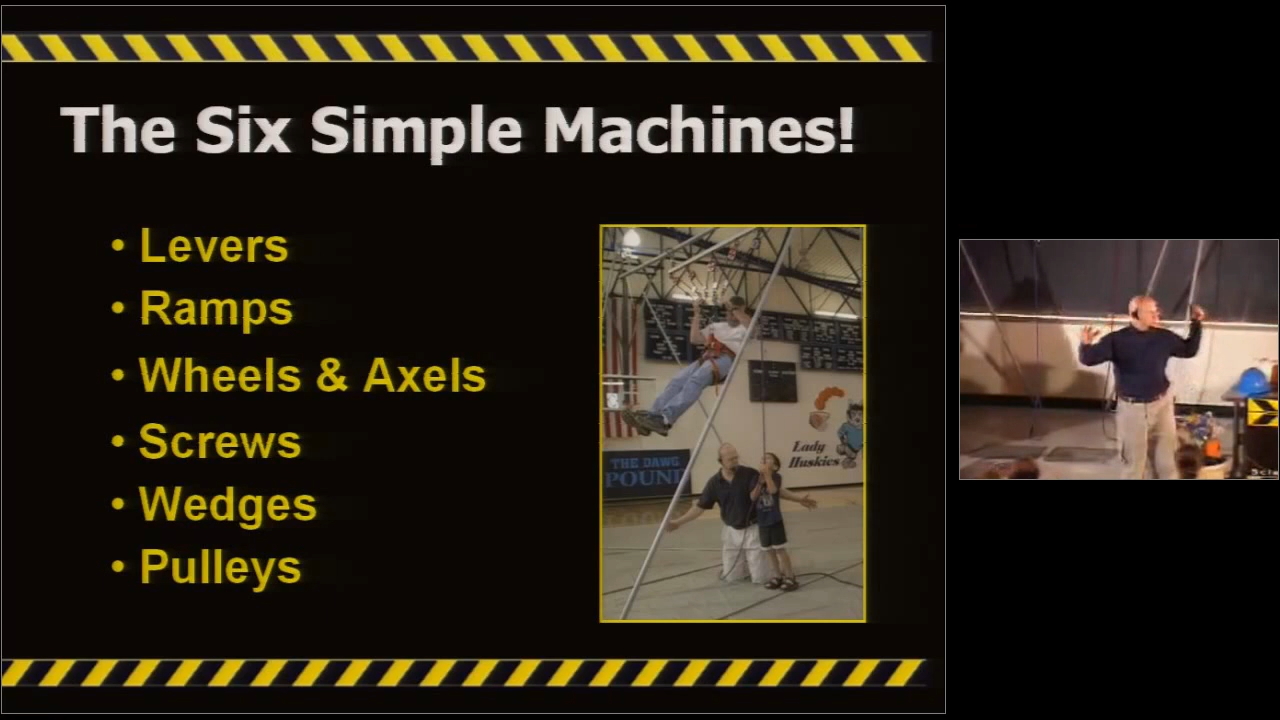 The Six Simple Machines!
• Levers
• Ramps
• Wheels & Axels
• Screws
• Wedges
• Pulleys
Lady
Huskies
THE DAWG
POUND